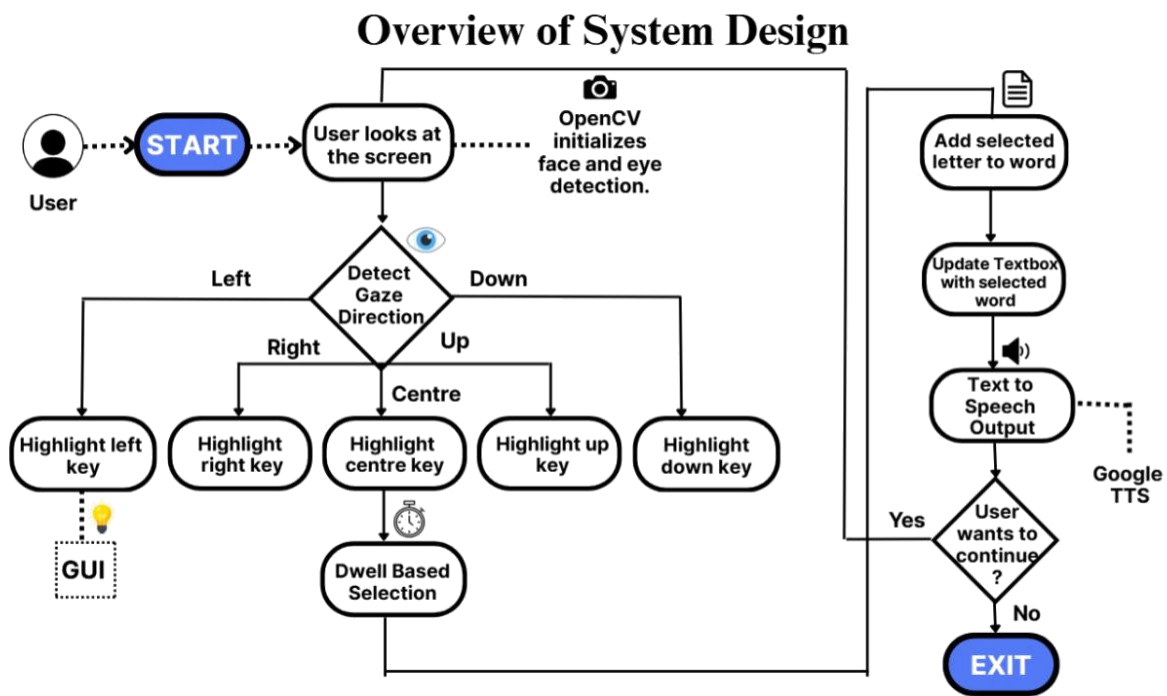 Overview of System Design
User
START
User looks at
the screen
OpenCV
initializes
face and eye
detection.
Detect
Gaze
Direction
Left
Down
Right
Up
Centre
Highlight left
key
Highlight
right key
Highlight
centre key
Highlight up
key
Highlight
down key
GUI
Dwell Based
Selection
Add selected
letter to word
Update Textbox
with selected
word
Text to
Speech
Output
Google
TTS
User
wants to
continue
?
Yes
No
EXIT